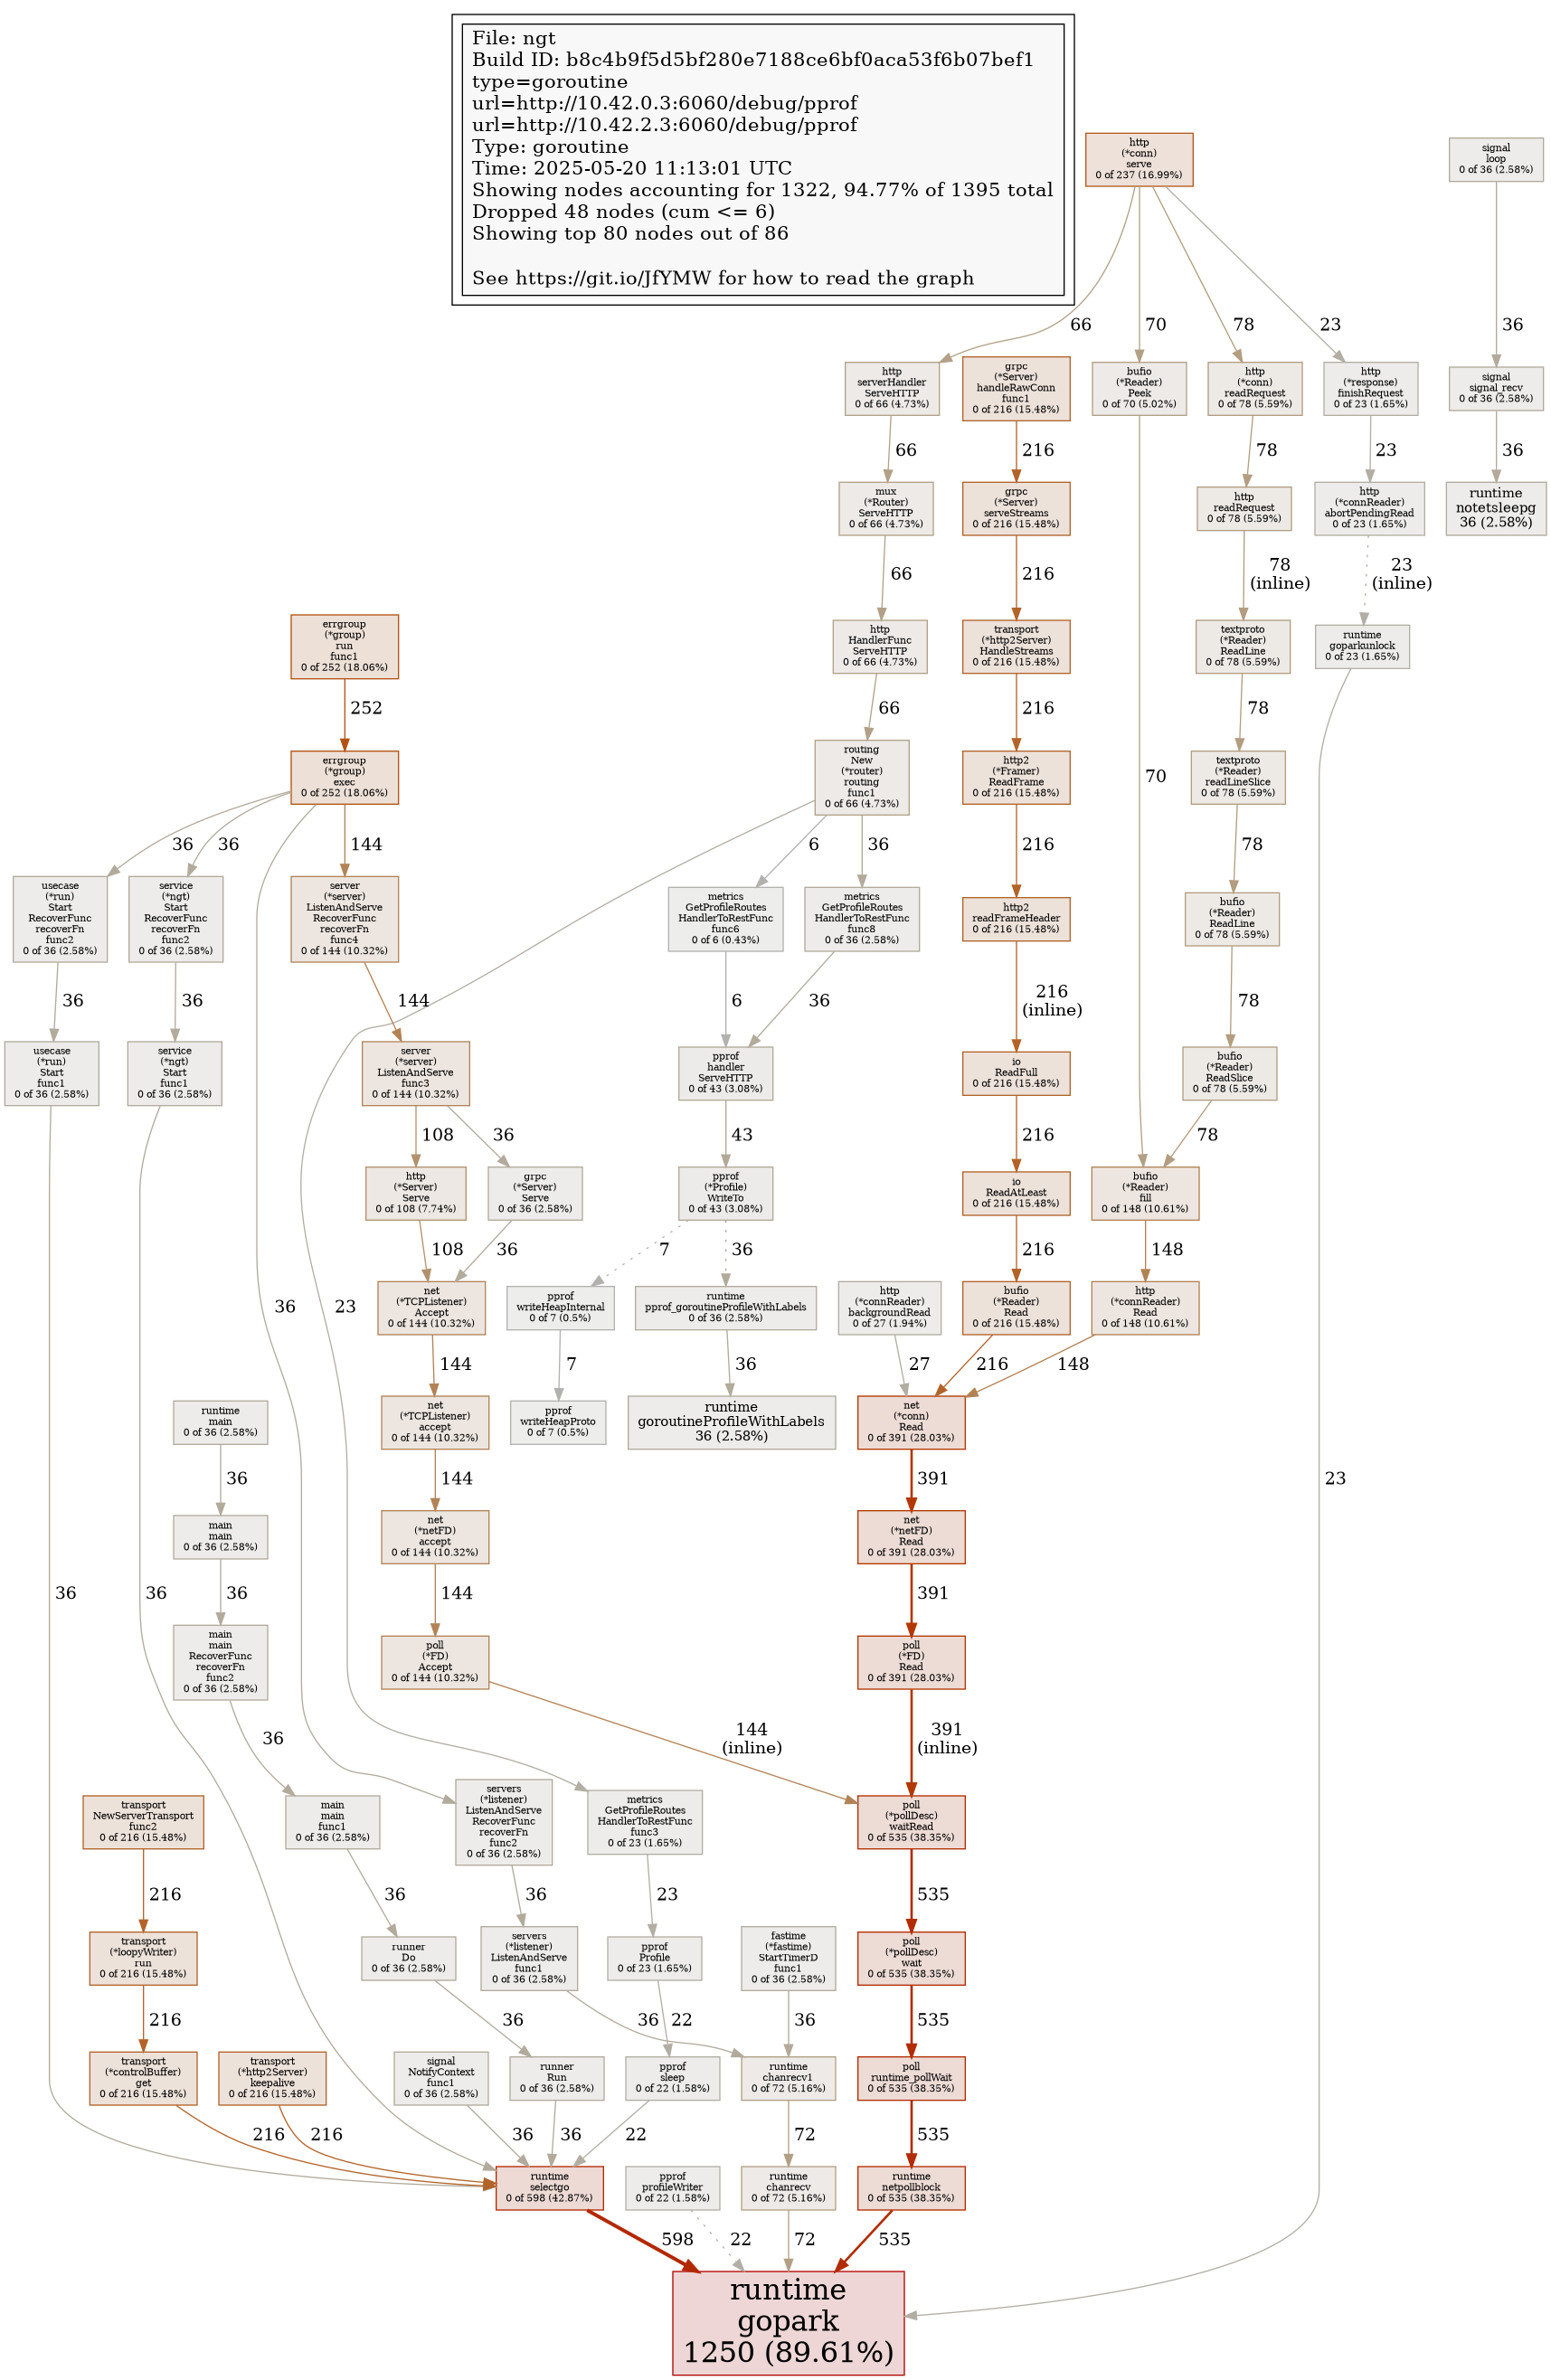 File: ngt
Build ID: b8c4b9f5d5bf280e7188ce6bf0aca53f6b07bef1
type=goroutine
url=http://10.42.0.3:6060/debug/pprof
url=http://10.42.2.3:6060/debug/pprof
Type: goroutine
Time: 2025-05-20 11:13:01 UTC
Showing nodes accounting for 1322, 94.77% of 1395 total
Dropped 48 nodes (cum <= 6)
Showing top 80 nodes out of 86
See https://git.io/JfYMW for how to read the graph
http
(*conn)
serve
0 of 237 (16.99%)
signal
loop
0 of 36 (2.58%)
66
70
78
23
36
http
serverHandler
ServeHTTP
0 of 66 (4.73%)
grpc
(*Server)
handleRawConn
func1
0 of 216 (15.48%)
bufio
(*Reader)
Peek
0 of 70 (5.02%)
http
(*conn)
readRequest
0 of 78 (5.59%)
http
(*response)
finishRequest
0 of 23 (1.65%)
signal
signal_recv
0 of 36 (2.58%)
66
216
78
23
36
mux
(*Router)
ServeHTTP
0 of 66 (4.73%)
grpc
(*Server)
serveStreams
0 of 216 (15.48%)
http
readRequest
0 of 78 (5.59%)
http
(*connReader)
abortPendingRead
0 of 23 (1.65%)
runtime
notetsleepg
36 (2.58%)
66
216
78
(inline)
23
(inline)
errgroup
(*group)
run
func1
0 of 252 (18.06%)
http
HandlerFunc
ServeHTTP
0 of 66 (4.73%)
transport
(*http2Server)
HandleStreams
0 of 216 (15.48%)
textproto
(*Reader)
ReadLine
0 of 78 (5.59%)
runtime
goparkunlock
0 of 23 (1.65%)
252
66
216
78
errgroup
(*group)
exec
0 of 252 (18.06%)
routing
New
(*router)
routing
func1
0 of 66 (4.73%)
http2
(*Framer)
ReadFrame
0 of 216 (15.48%)
70
textproto
(*Reader)
readLineSlice
0 of 78 (5.59%)
36
36
144
6
36
216
78
usecase
(*run)
Start
RecoverFunc
recoverFn
func2
0 of 36 (2.58%)
service
(*ngt)
Start
RecoverFunc
recoverFn
func2
0 of 36 (2.58%)
server
(*server)
ListenAndServe
RecoverFunc
recoverFn
func4
0 of 144 (10.32%)
metrics
GetProfileRoutes
HandlerToRestFunc
func6
0 of 6 (0.43%)
metrics
GetProfileRoutes
HandlerToRestFunc
func8
0 of 36 (2.58%)
http2
readFrameHeader
0 of 216 (15.48%)
bufio
(*Reader)
ReadLine
0 of 78 (5.59%)
36
36
144
6
36
216
(inline)
78
usecase
(*run)
Start
func1
0 of 36 (2.58%)
service
(*ngt)
Start
func1
0 of 36 (2.58%)
server
(*server)
ListenAndServe
func3
0 of 144 (10.32%)
pprof
handler
ServeHTTP
0 of 43 (3.08%)
io
ReadFull
0 of 216 (15.48%)
bufio
(*Reader)
ReadSlice
0 of 78 (5.59%)
108
36
43
216
78
http
(*Server)
Serve
0 of 108 (7.74%)
grpc
(*Server)
Serve
0 of 36 (2.58%)
pprof
(*Profile)
WriteTo
0 of 43 (3.08%)
io
ReadAtLeast
0 of 216 (15.48%)
bufio
(*Reader)
fill
0 of 148 (10.61%)
108
36
7
36
216
148
36
23
net
(*TCPListener)
Accept
0 of 144 (10.32%)
pprof
writeHeapInternal
0 of 7 (0.5%)
runtime
pprof_goroutineProfileWithLabels
0 of 36 (2.58%)
http
(*connReader)
backgroundRead
0 of 27 (1.94%)
bufio
(*Reader)
Read
0 of 216 (15.48%)
http
(*connReader)
Read
0 of 148 (10.61%)
144
7
36
27
216
148
runtime
main
0 of 36 (2.58%)
net
(*TCPListener)
accept
0 of 144 (10.32%)
pprof
writeHeapProto
0 of 7 (0.5%)
runtime
goroutineProfileWithLabels
36 (2.58%)
net
(*conn)
Read
0 of 391 (28.03%)
36
144
391
23
main
main
0 of 36 (2.58%)
net
(*netFD)
accept
0 of 144 (10.32%)
net
(*netFD)
Read
0 of 391 (28.03%)
36
36
36
144
391
main
main
RecoverFunc
recoverFn
func2
0 of 36 (2.58%)
poll
(*FD)
Accept
0 of 144 (10.32%)
poll
(*FD)
Read
0 of 391 (28.03%)
36
144
(inline)
391
(inline)
transport
NewServerTransport
func2
0 of 216 (15.48%)
main
main
func1
0 of 36 (2.58%)
servers
(*listener)
ListenAndServe
RecoverFunc
recoverFn
func2
0 of 36 (2.58%)
metrics
GetProfileRoutes
HandlerToRestFunc
func3
0 of 23 (1.65%)
poll
(*pollDesc)
waitRead
0 of 535 (38.35%)
216
36
36
23
535
transport
(*loopyWriter)
run
0 of 216 (15.48%)
runner
Do
0 of 36 (2.58%)
servers
(*listener)
ListenAndServe
func1
0 of 36 (2.58%)
pprof
Profile
0 of 23 (1.65%)
fastime
(*fastime)
StartTimerD
func1
0 of 36 (2.58%)
poll
(*pollDesc)
wait
0 of 535 (38.35%)
216
36
36
22
36
535
transport
(*controlBuffer)
get
0 of 216 (15.48%)
transport
(*http2Server)
keepalive
0 of 216 (15.48%)
signal
NotifyContext
func1
0 of 36 (2.58%)
runner
Run
0 of 36 (2.58%)
pprof
sleep
0 of 22 (1.58%)
runtime
chanrecv1
0 of 72 (5.16%)
poll
runtime_pollWait
0 of 535 (38.35%)
216
216
36
36
22
72
535
runtime
selectgo
0 of 598 (42.87%)
pprof
profileWriter
0 of 22 (1.58%)
runtime
chanrecv
0 of 72 (5.16%)
runtime
netpollblock
0 of 535 (38.35%)
598
22
72
535
runtime
gopark
1250 (89.61%)